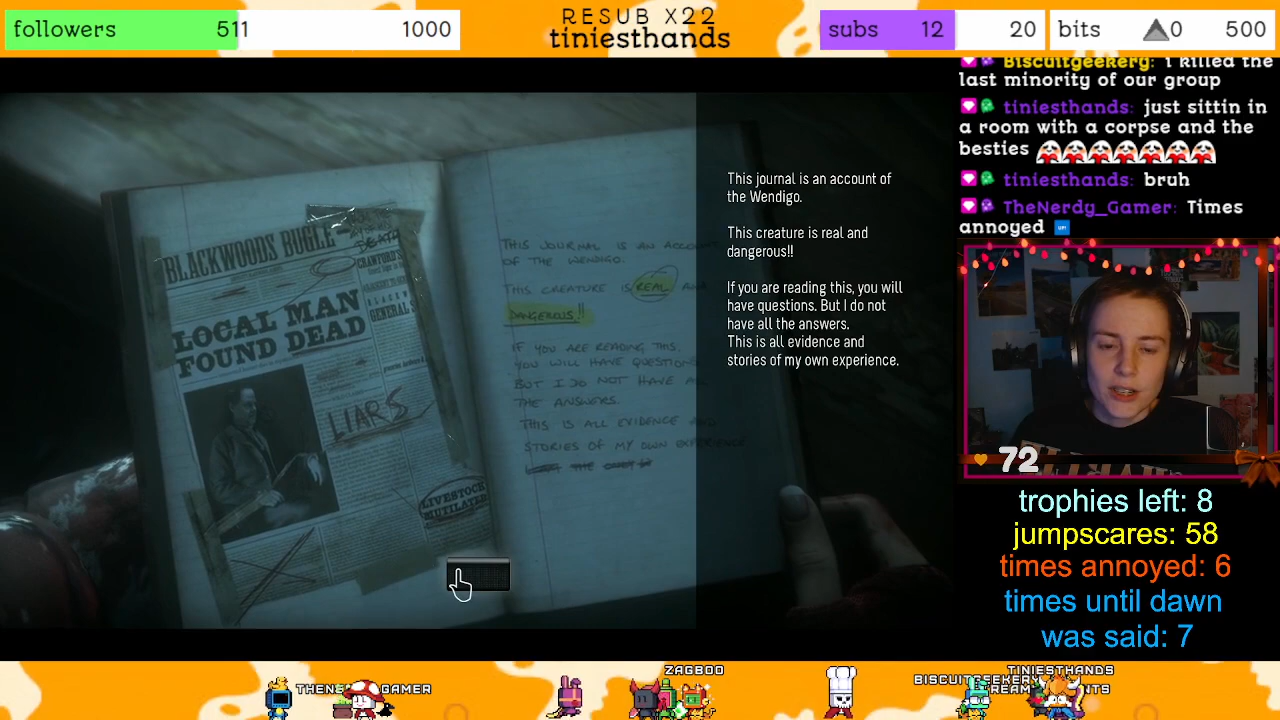 followers 511 1000
RESUB X22
tiniesthands
subs 12 20
bits 0 500
Biscuitgeekery: i killed the
last minority of our group
tiniesthands: just sittin in
a room with a corpse and the
besties
tiniesthands: bruh
TheNerdy_Gamer: Times
annoyed
BLACKWOODS BUGLE
LOCAL MAN
FOUND DEAD
LIARS
LIVESTOCK
MUTILATED
THIS JOURNAL IS AN
OF THE WENDIGO.
THIS CREATURE IS REAL
DANGEROUS!!
IF YOU ARE READING THIS,
YOU WILL HAVE QUESTIONS
BUT I DO NOT HAVE
THE ANSWERS.
THIS IS ALL EVIDENCE AND
STORIES OF MY OWN EXPERIENCE
This journal is an account of
the Wendigo.
This creature is real and
dangerous!!
If you are reading this, you will
have questions. But I do not
have all the answers.
This is all evidence and
stories of my own experience.
72
trophies left: 8
jumpscares: 58
times annoyed: 6
times until dawn
was said: 7
ZAGBOO
TINIESTHANDS